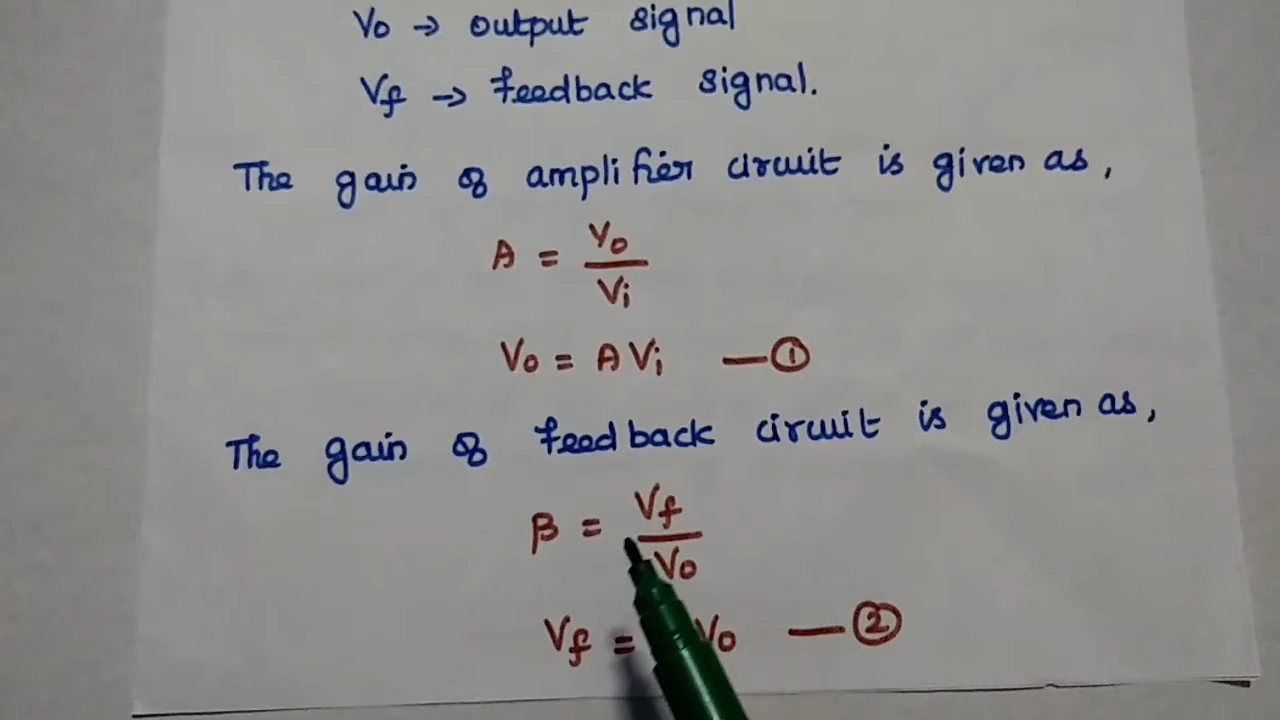 Vo → output signal
Vf → feedback signal.
The gain of amplifier circuit is given as,
A = Vo / Vi
Vo = A Vi — ①
The gain of feedback circuit is given as,
β = Vf / Vo
Vf = Vo — ②